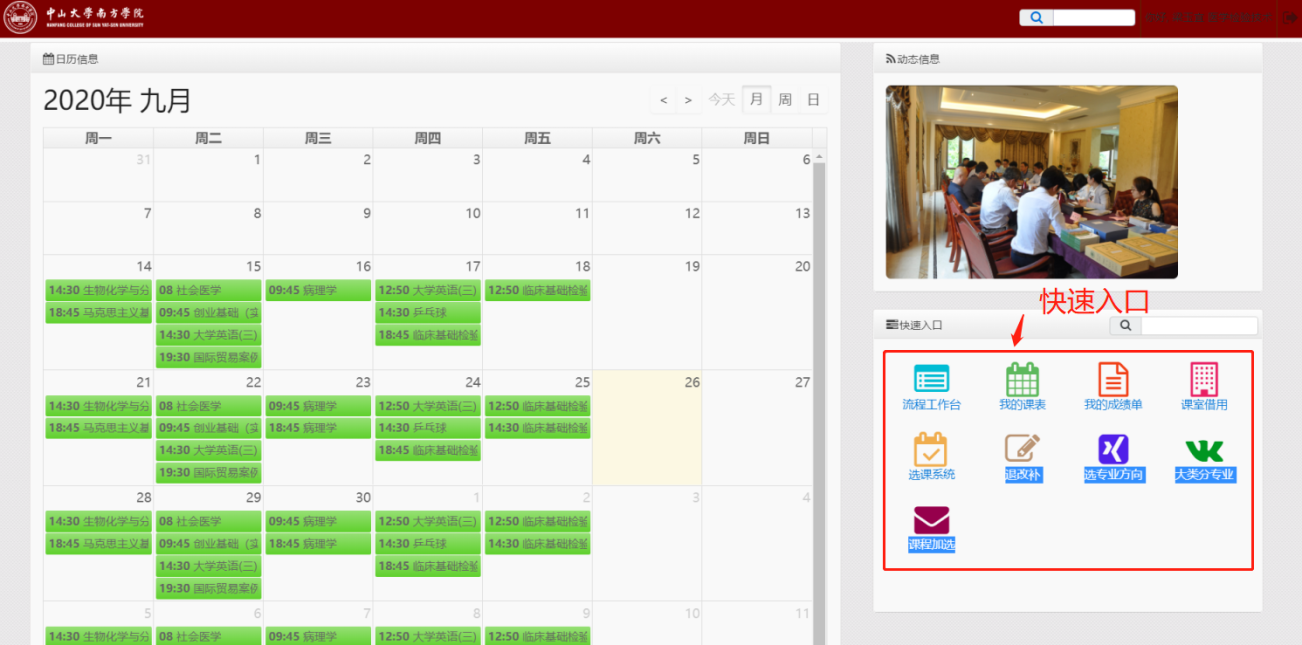 中山大学南方学院
NANFANG COLLEGE OF SUN YAT-SEN UNIVERSITY
日历信息
2020年 九月
< > 今天 月 周 日
周一 周二 周三 周四 周五 周六 周日
31 1 2 3 4 5 6
7 8 9 10 11 12 13
14 15 16 17 18 19 20
14:30 生物化学与分 08 社会医学 09:45 病理学 12:50 大学英语(三) 12:50 临床基础检验
18:45 马克思主义基 09:45 创业基础（实 14:30 乒乓球
14:30 大学英语(三) 18:45 临床基础检验
19:30 国际贸易案例
21 22 23 24 25 26 27
14:30 生物化学与分 08 社会医学 09:45 病理学 12:50 大学英语(三) 12:50 临床基础检验
18:45 马克思主义基 09:45 创业基础（实 18:45 病理学 14:30 乒乓球 14:30 临床基础检验
14:30 大学英语(三) 18:45 临床基础检验
19:30 国际贸易案例
28 29 30 1 2 3 4
14:30 生物化学与分 08 社会医学 09:45 病理学 12:50 大学英语(三) 12:50 临床基础检验
18:45 马克思主义基 09:45 创业基础（实 18:45 病理学 14:30 乒乓球 14:30 临床基础检验
14:30 大学英语(三) 18:45 临床基础检验
19:30 国际贸易案例
5 6 7 8 9 10 11
14:30 生物化学与分 08 社会医学 09:45 病理学 12:50 大学英语(三) 12:50 临床基础检验
动态信息
快速入口
快速入口
流程工作台 我的课表 我的成绩单 课室借用
选课系统 退改补 选专业方向 大类分专业
课程加选